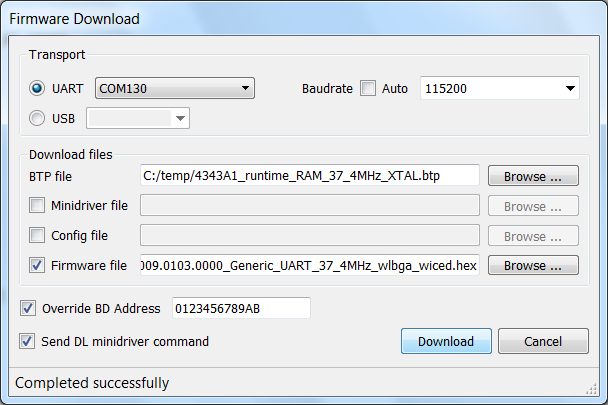 Firmware Download
Transport
UART COM130 Baudrate Auto 115200
USB
Download files
BTP file C:/temp/4343A1_runtime_RAM_37_4MHz_XTAL.btp Browse ...
Minidriver file Browse ...
Config file Browse ...
Firmware file 009.0103.0000_Generic_UART_37_4MHz_wlbga_wiced.hex Browse ...
Override BD Address 0123456789AB
Send DL minidriver command Download Cancel
Completed successfully